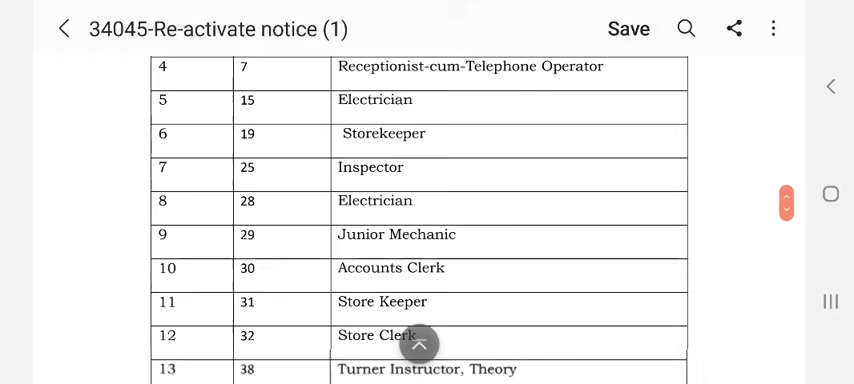 34045-Re-activate notice (1) Save
4 7 Receptionist-cum-Telephone Operator
5 15 Electrician
6 19 Storekeeper
7 25 Inspector
8 28 Electrician
9 29 Junior Mechanic
10 30 Accounts Clerk
11 31 Store Keeper
12 32 Store Clerk
13 38 Turner Instructor, Theory